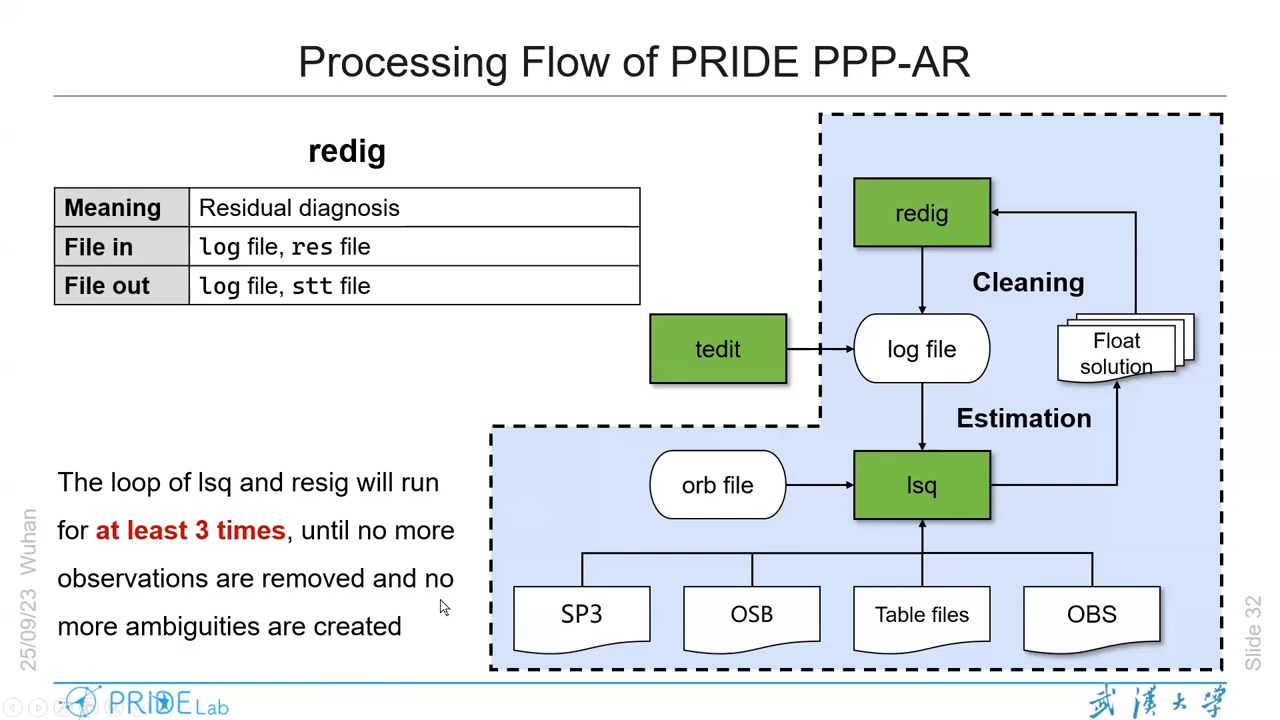 Processing Flow of PRIDE PPP-AR
redig
Meaning Residual diagnosis
File in log file, res file
File out log file, stt file
The loop of lsq and resig will run
for at least 3 times, until no more
observations are removed and no
more ambiguities are created
redig
Cleaning
tedit
log file
Float
solution
Estimation
orb file
lsq
SP3
OSB
Table files
OBS
25/09/23 Wuhan
Slide 32
PRIDE Lab
武漢大学